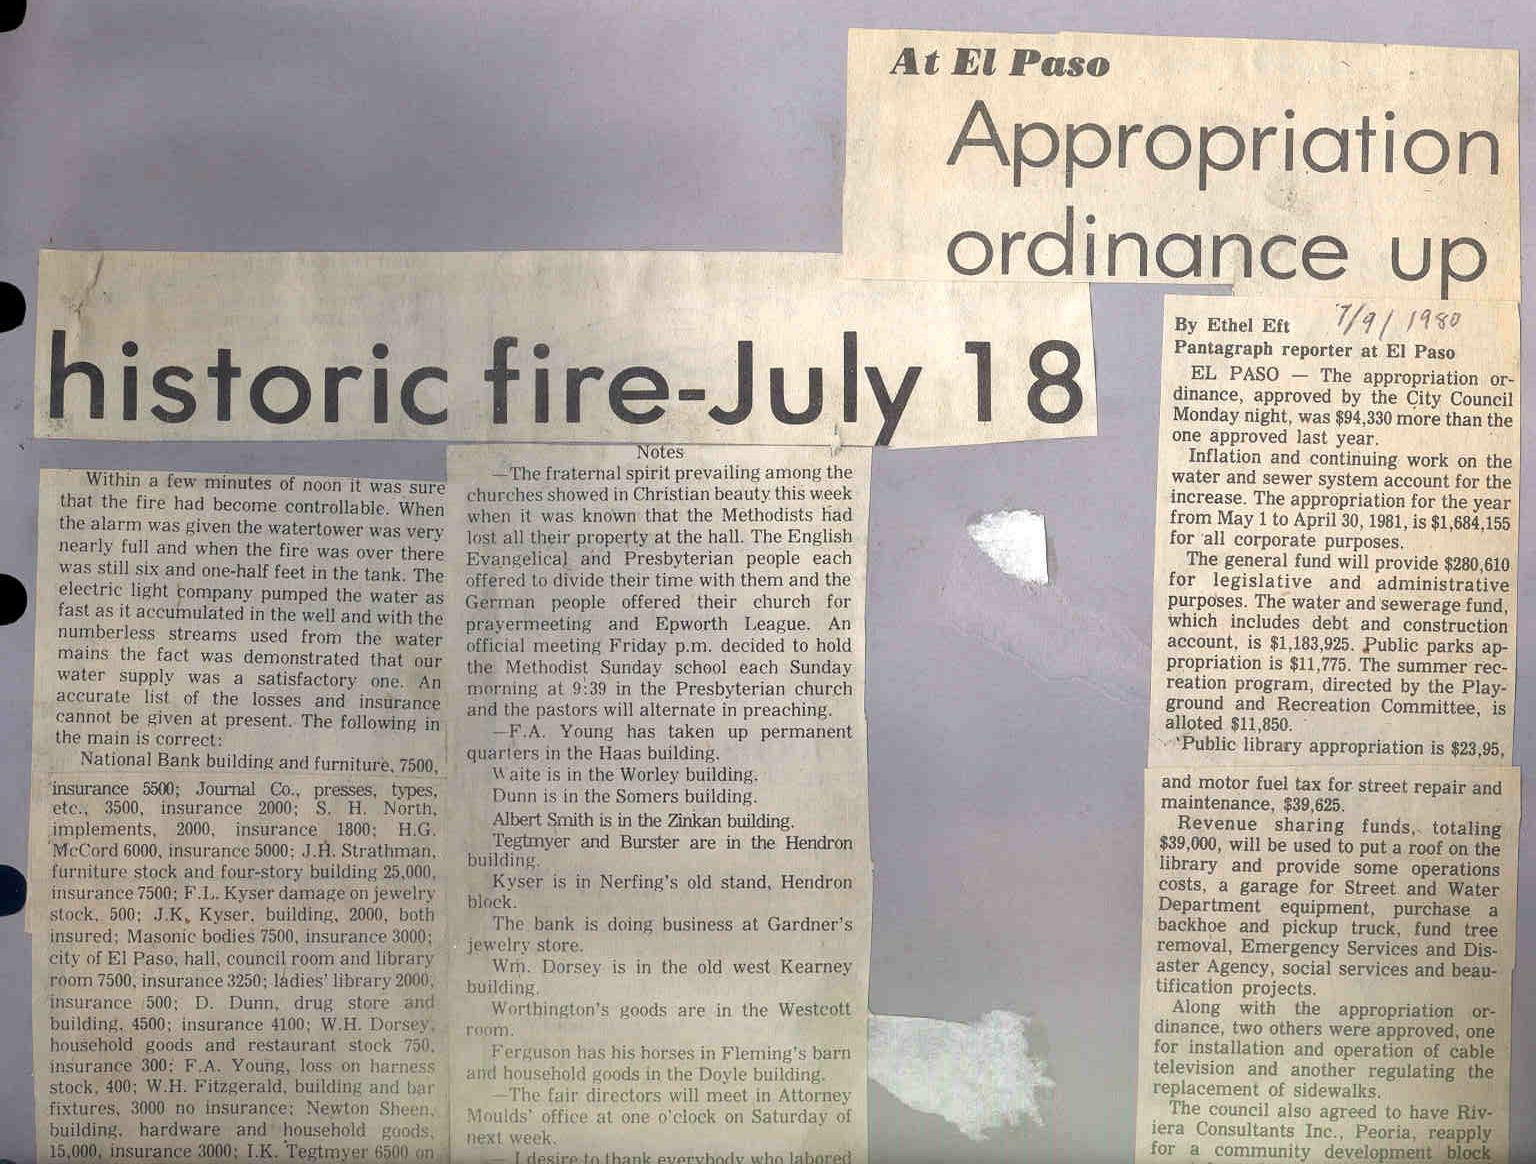 At El Paso
Appropriation
ordinance up
historic fire-July 18
Within a few minutes of noon it was sure
that the fire had become controllable. When
the alarm was given the watertower was very
nearly full and when the fire was over there
was still six and one-half feet in the tank. The
electric light company pumped the water as
fast as it accumulated in the well and with the
numberless streams used from the water
mains the fact was demonstrated that our
water supply was a satisfactory one. An
accurate list of the losses and insurance
cannot be given at present. The following in
the main is correct:
National Bank building and furniture, 7500,
insurance 5500; Journal Co., presses, types,
etc., 3500, insurance 2000; S. H. North,
implements, 2000, insurance 1800; H.G.
McCord 6000, insurance 5000; J.H. Strathman,
furniture stock and four-story building 25,000,
insurance 7500; F.L. Kyser damage on jewelry
stock, 500; J.K. Kyser, building, 2000, both
insured; Masonic bodies 7500, insurance 3000;
city of El Paso, hall, council room and library
room 7500, insurance 3250; ladies' library 2000,
insurance 500; D. Dunn, drug store and
building, 4500; insurance 4100; W.H. Dorsey,
household goods and restaurant stock 750,
insurance 300; F.A. Young, loss on harness
stock, 400; W.H. Fitzgerald, building and bar
fixtures, 3000 no insurance; Newton Sheen,
building, hardware and household goods,
15,000, insurance 3000; I.K. Tegtmyer 6500 on
Notes
—The fraternal spirit prevailing among the
churches showed in Christian beauty this week
when it was known that the Methodists had
lost all their property at the hall. The English
Evangelical and Presbyterian people each
offered to divide their time with them and the
German people offered their church for
prayermeeting and Epworth League. An
official meeting Friday p.m. decided to hold
the Methodist Sunday school each Sunday
morning at 9:39 in the Presbyterian church
and the pastors will alternate in preaching.
—F.A. Young has taken up permanent
quarters in the Haas building.
Waite is in the Worley building.
Dunn is in the Somers building.
Albert Smith is in the Zinkan building.
Tegtmyer and Burster are in the Hendron
building.
Kyser is in Nerfing's old stand, Hendron
block.
The bank is doing business at Gardner's
jewelry store.
Wm. Dorsey is in the old west Kearney
building.
Worthington's goods are in the Westcott
room.
Ferguson has his horses in Fleming's barn
and household goods in the Doyle building.
—The fair directors will meet in Attorney
Moulds' office at one o'clock on Saturday of
next week.
— I desire to thank everybody who labored
By Ethel Eft 7/9/1980
Pantagraph reporter at El Paso
EL PASO — The appropriation or-
dinance, approved by the City Council
Monday night, was $94,330 more than the
one approved last year.
Inflation and continuing work on the
water and sewer system account for the
increase. The appropriation for the year
from May 1 to April 30, 1981, is $1,684,155
for all corporate purposes.
The general fund will provide $280,610
for legislative and administrative
purposes. The water and sewerage fund,
which includes debt and construction
account, is $1,183,925. Public parks ap-
propriation is $11,775. The summer rec-
reation program, directed by the Play-
ground and Recreation Committee, is
alloted $11,850.
Public library appropriation is $23,95,
and motor fuel tax for street repair and
maintenance, $39,625.
Revenue sharing funds, totaling
$39,000, will be used to put a roof on the
library and provide some operations
costs, a garage for Street and Water
Department equipment, purchase a
backhoe and pickup truck, fund tree
removal, Emergency Services and Dis-
aster Agency, social services and beau-
tification projects.
Along with the appropriation or-
dinance, two others were approved, one
for installation and operation of cable
television and another regulating the
replacement of sidewalks.
The council also agreed to have Riv-
iera Consultants Inc., Peoria, reapply
for a community development block